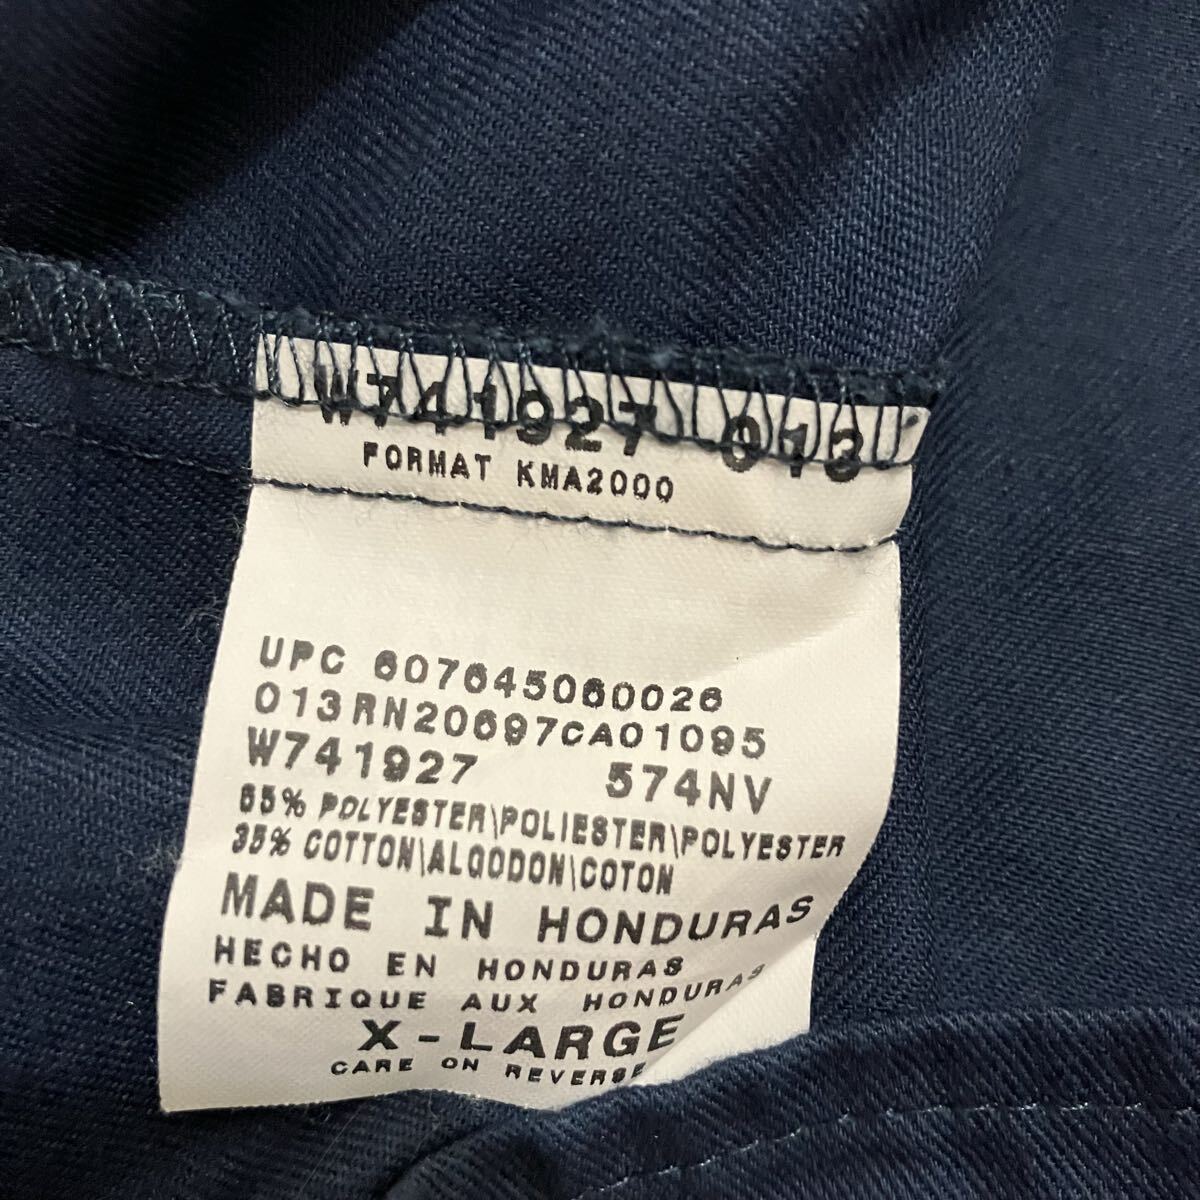 W741927 013
FORMAT KMA2000
UPC 607645060026
013RN20697CA01095
W741927 574NV
65% POLYESTER\POLIESTER\POLYESTER
35% COTTON\ALGODON\COTON
MADE IN HONDURAS
HECHO EN HONDURAS
FABRIQUE AUX HONDURAS
X-LARGE
CARE ON REVERSE